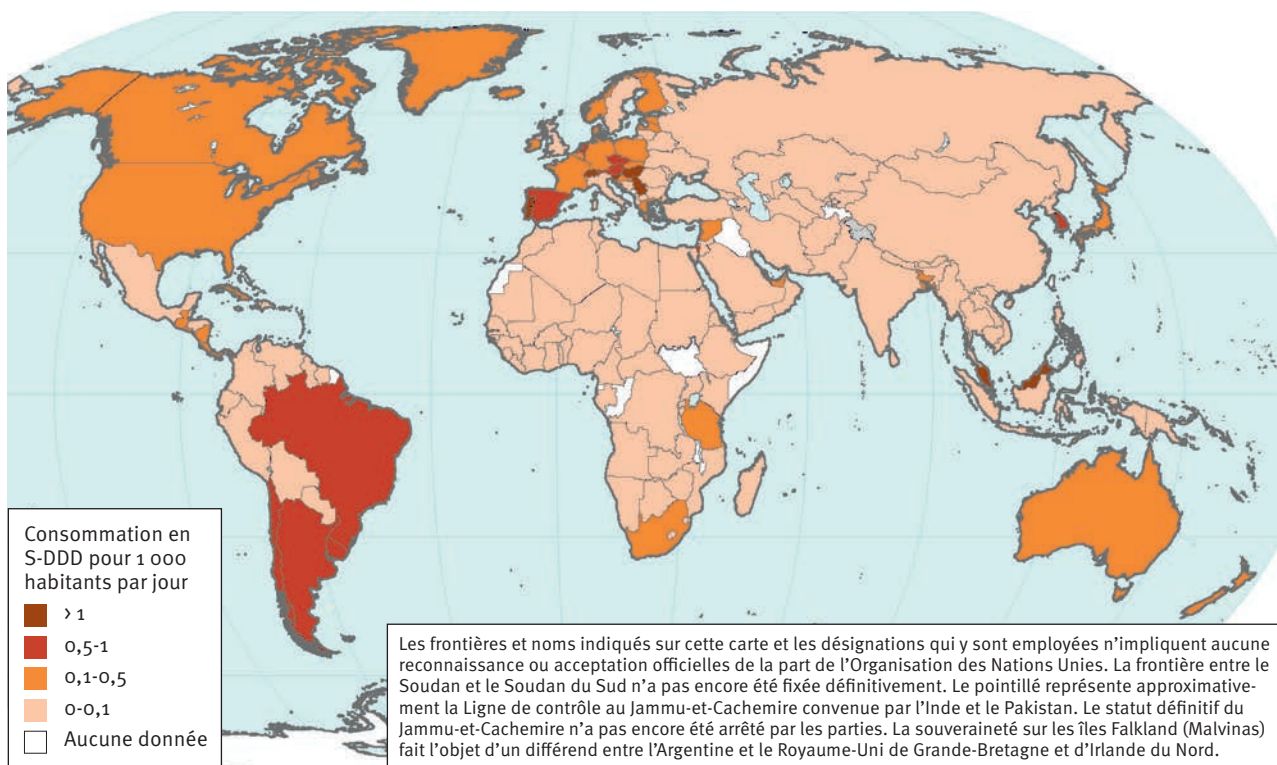 Consommation en
S-DDD pour 1 000
habitants par jour
> 1
0,5-1
0,1-0,5
0-0,1
Aucune donnée
Les frontières et noms indiqués sur cette carte et les désignations qui y sont employées n’impliquent aucune
reconnaissance ou acceptation officielles de la part de l’Organisation des Nations Unies. La frontière entre le
Soudan et le Soudan du Sud n’a pas encore été fixée définitivement. Le pointillé représente approximative-
ment la Ligne de contrôle au Jammu-et-Cachemire convenue par l’Inde et le Pakistan. Le statut définitif du
Jammu-et-Cachemire n’a pas encore été arrêté par les parties. La souveraineté sur les îles Falkland (Malvinas)
fait l’objet d’un différend entre l’Argentine et le Royaume-Uni de Grande-Bretagne et d’Irlande du Nord.